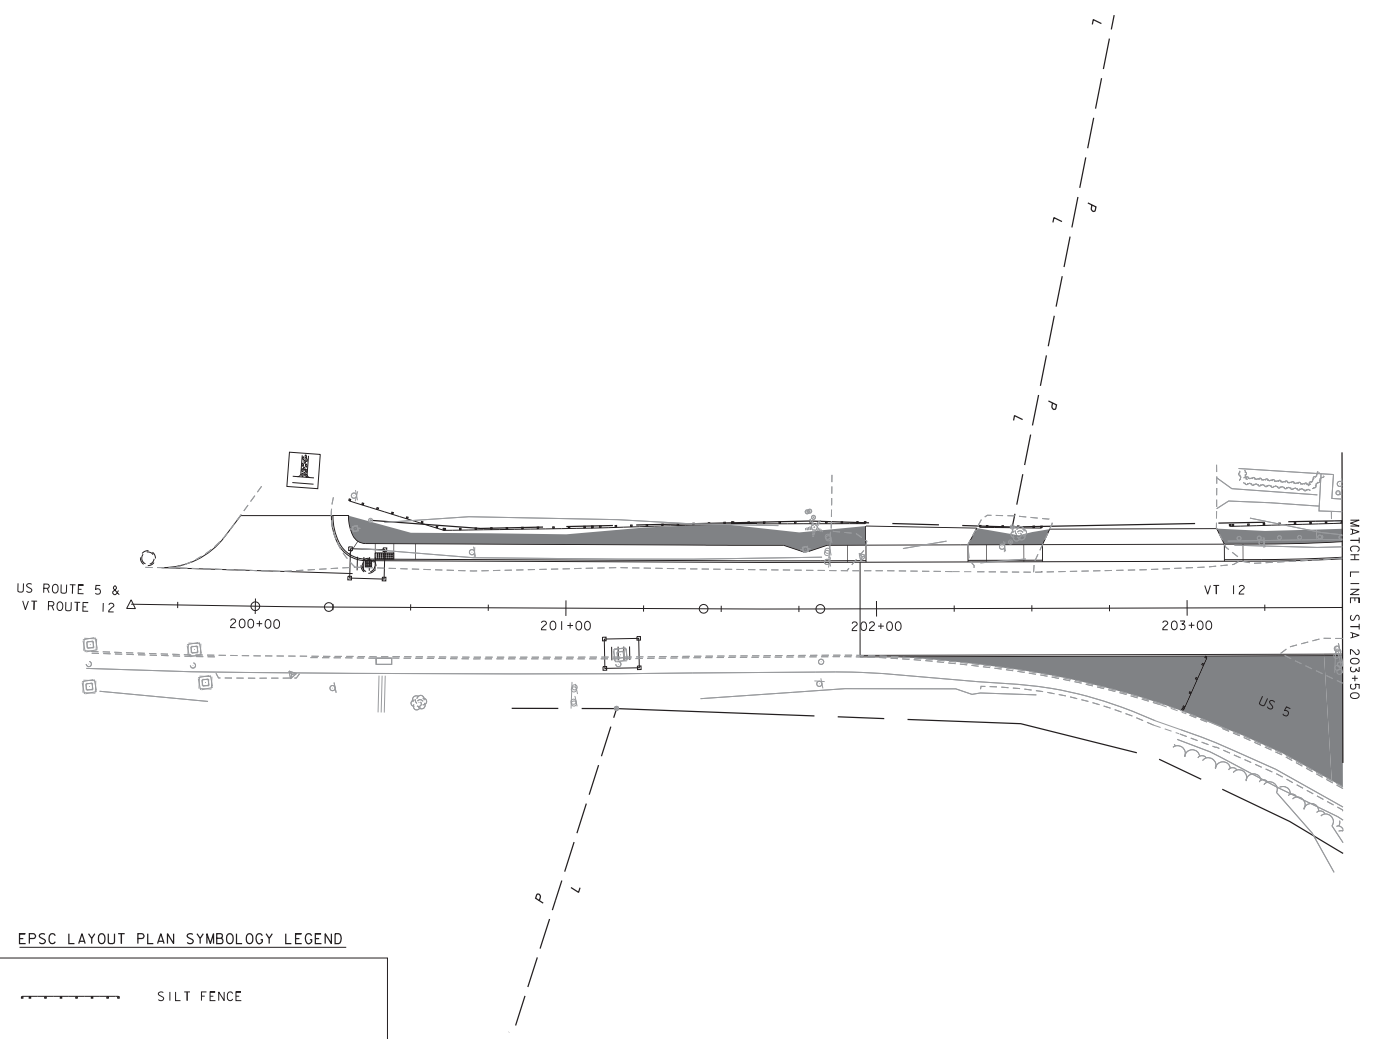 L
P
L
P
L
MATCH LINE STA 203+50
US ROUTE 5 &
VT ROUTE 12
VT 12
200+00
201+00
202+00
203+00
US 5
P
L
EPSC LAYOUT PLAN SYMBOLOGY LEGEND
SILT FENCE